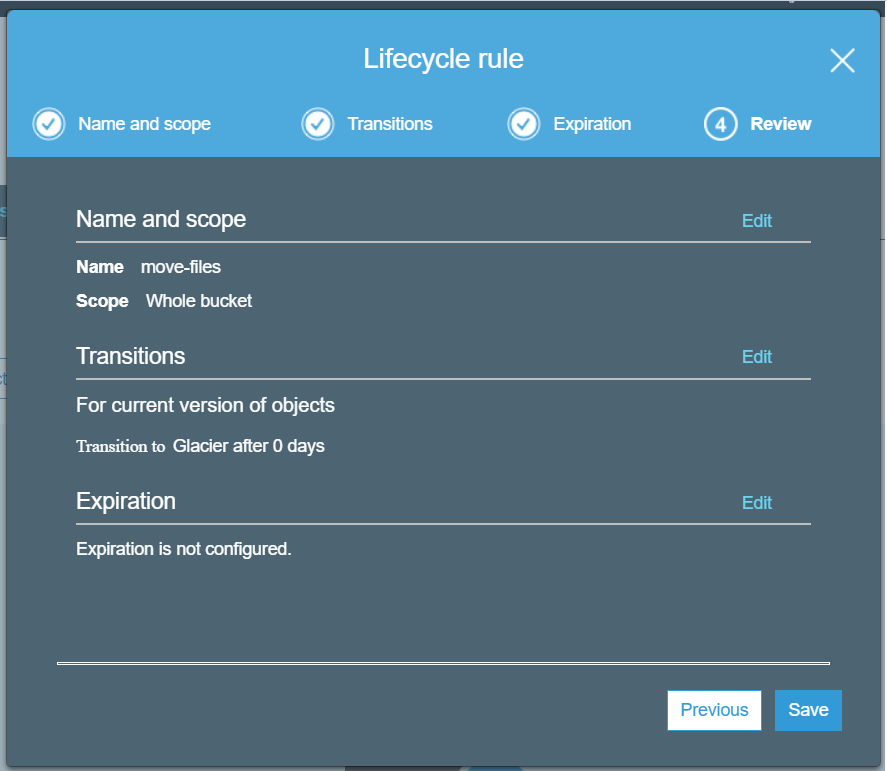 Lifecycle rule
Name and scope Transitions Expiration 4 Review
Name and scope Edit
Name move-files
Scope Whole bucket
Transitions Edit
For current version of objects
Transition to Glacier after 0 days
Expiration Edit
Expiration is not configured.
Previous Save